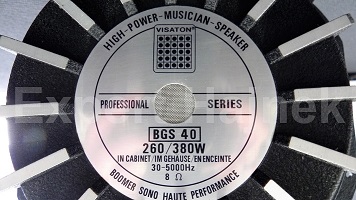 HIGH-POWER-MUSICIAN-SPEAKER
VISATON®
PROFESSIONAL SERIES
BGS 40
260/380W
IN CABINET/IM GEHAUSE/EN ENCEINTE
30-5000Hz
8 Ω
BOOMER SONO HAUTE PERFORMANCE